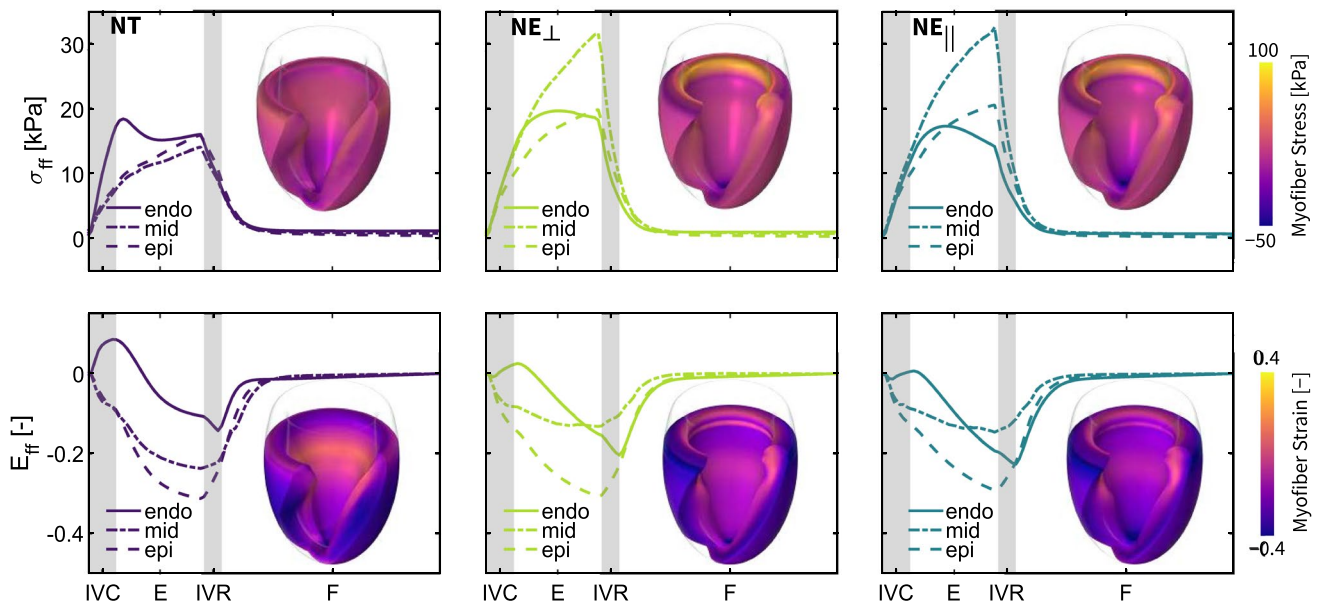 NT
NE⊥
NE||
30
20
10
0
σff [kPa]
endo
mid
epi
endo
mid
epi
endo
mid
epi
100
−50
Myofiber Stress [kPa]
0
-0.2
-0.4
Eff [-]
endo
mid
epi
endo
mid
epi
endo
mid
epi
0.4
−0.4
Myofiber Strain [−]
IVC E IVR F
IVC E IVR F
IVC E IVR F